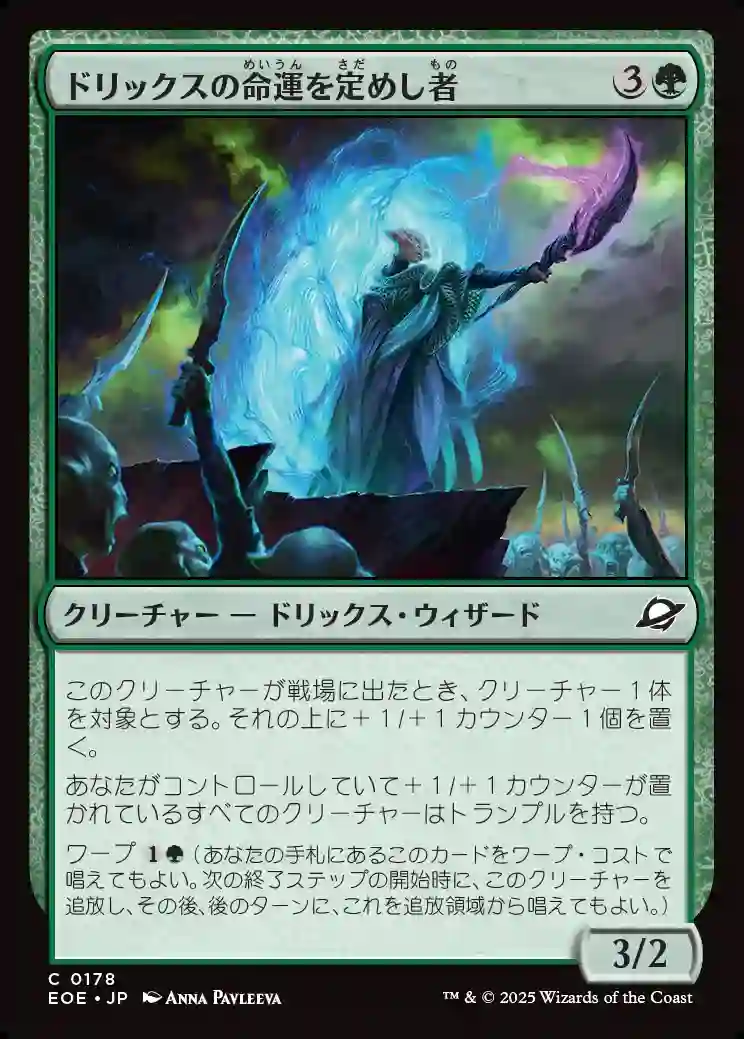 ドリックスの命運を定めし者 3
めいうん さだ もの
クリーチャー — ドリックス・ウィザード
このクリーチャーが戦場に出たとき、クリーチャー1体
を対象とする。それの上に+1/+1カウンター1個を置
く。
あなたがコントロールしていて+1/+1カウンターが置
かれているすべてのクリーチャーはトランプルを持つ。
ワープ 1（あなたの手札にあるこのカードをワープ・コストで
唱えてもよい。次の終了ステップの開始時に、このクリーチャーを
追放し、その後、後のターンに、これを追放領域から唱えてもよい。）
3/2
C 0178
EOE • JP Anna Pavleeva
™ & © 2025 Wizards of the Coast